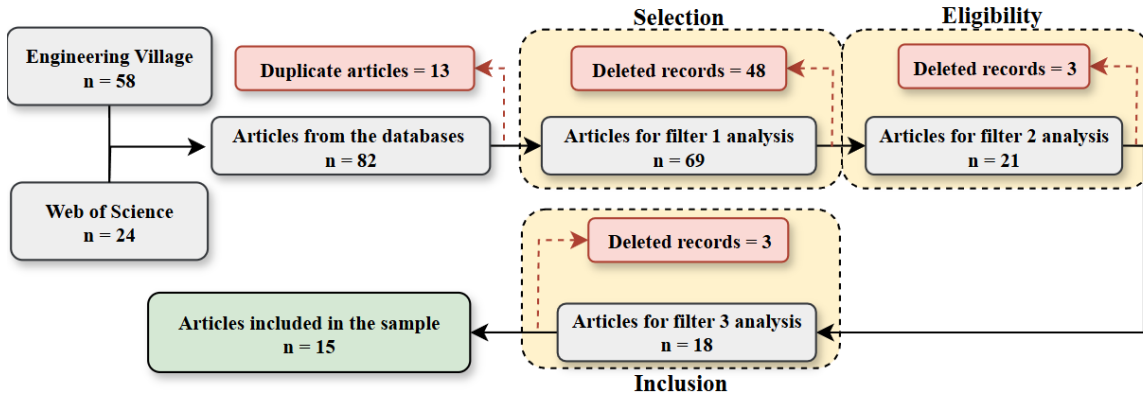 Engineering Village
n = 58
Web of Science
n = 24
Articles from the databases
n = 82
Duplicate articles = 13
Selection
Deleted records = 48
Articles for filter 1 analysis
n = 69
Eligibility
Deleted records = 3
Articles for filter 2 analysis
n = 21
Deleted records = 3
Articles for filter 3 analysis
n = 18
Inclusion
Articles included in the sample
n = 15